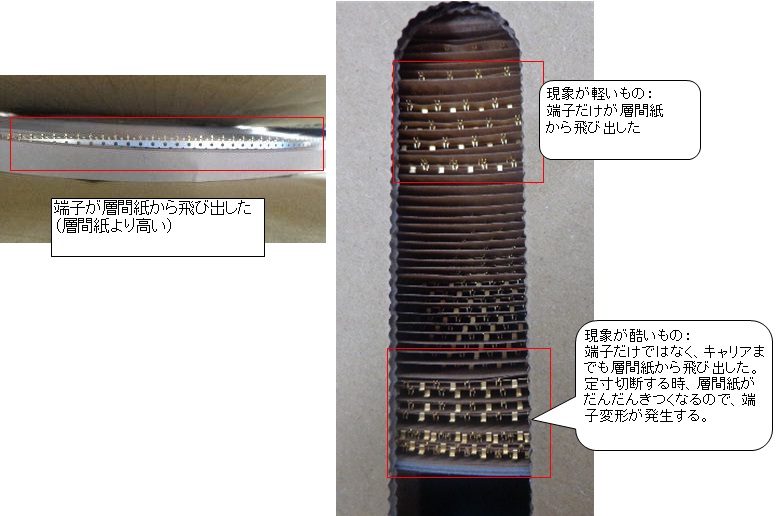 端子が層間紙から飛び出した
（層間紙より高い）
現象が軽いもの：
端子だけが層間紙
から飛び出した
現象が酷いもの：
端子だけではなく、キャリアま
でも層間紙から飛び出した。
定寸切断する時、層間紙が
だんだんきつくなるので、端
子変形が発生する。